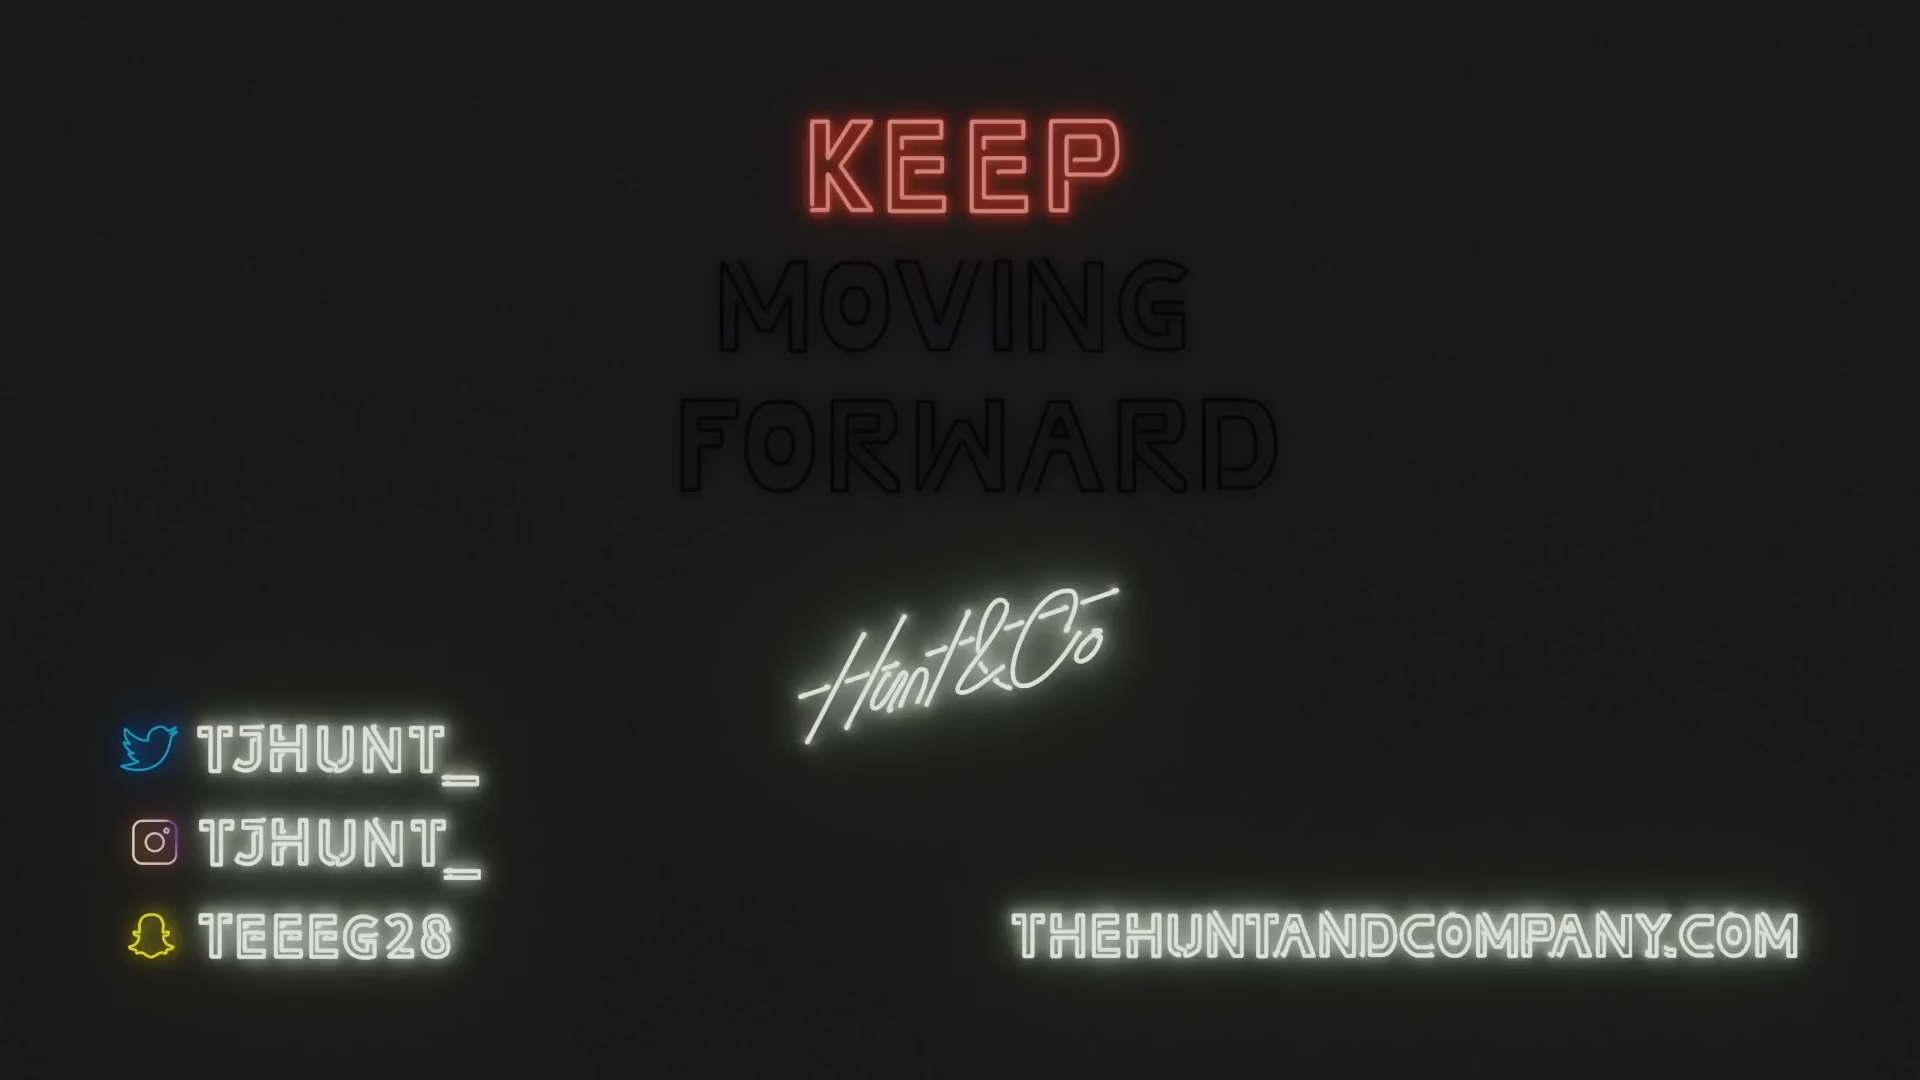 KEEP
MOVING
FORWARD
Hunt&Co
TJHUNT_
TJHUNT_
TEEEG28
THEHUNTANDCOMPANY.COM